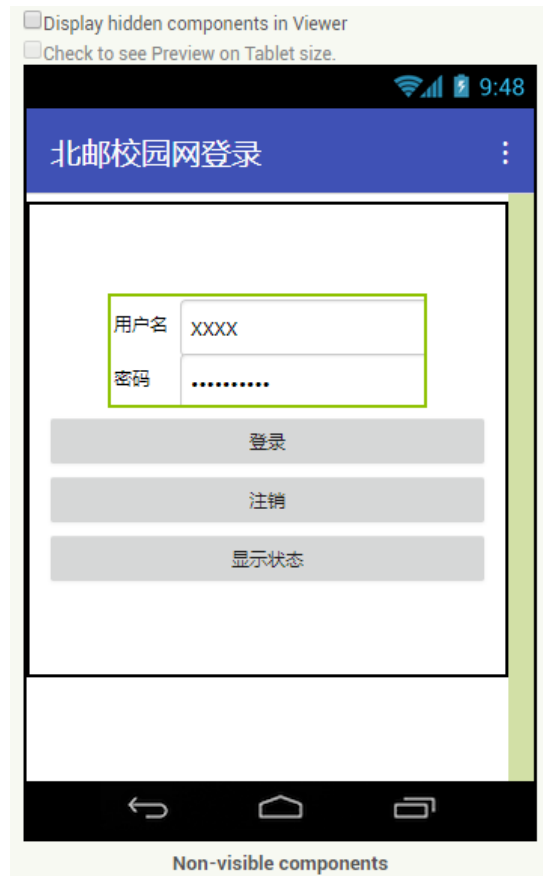 Display hidden components in Viewer
Check to see Preview on Tablet size.
9:48
北邮校园网登录
用户名 XXXX
密码 ••••••••••
登录
注销
显示状态
Non-visible components